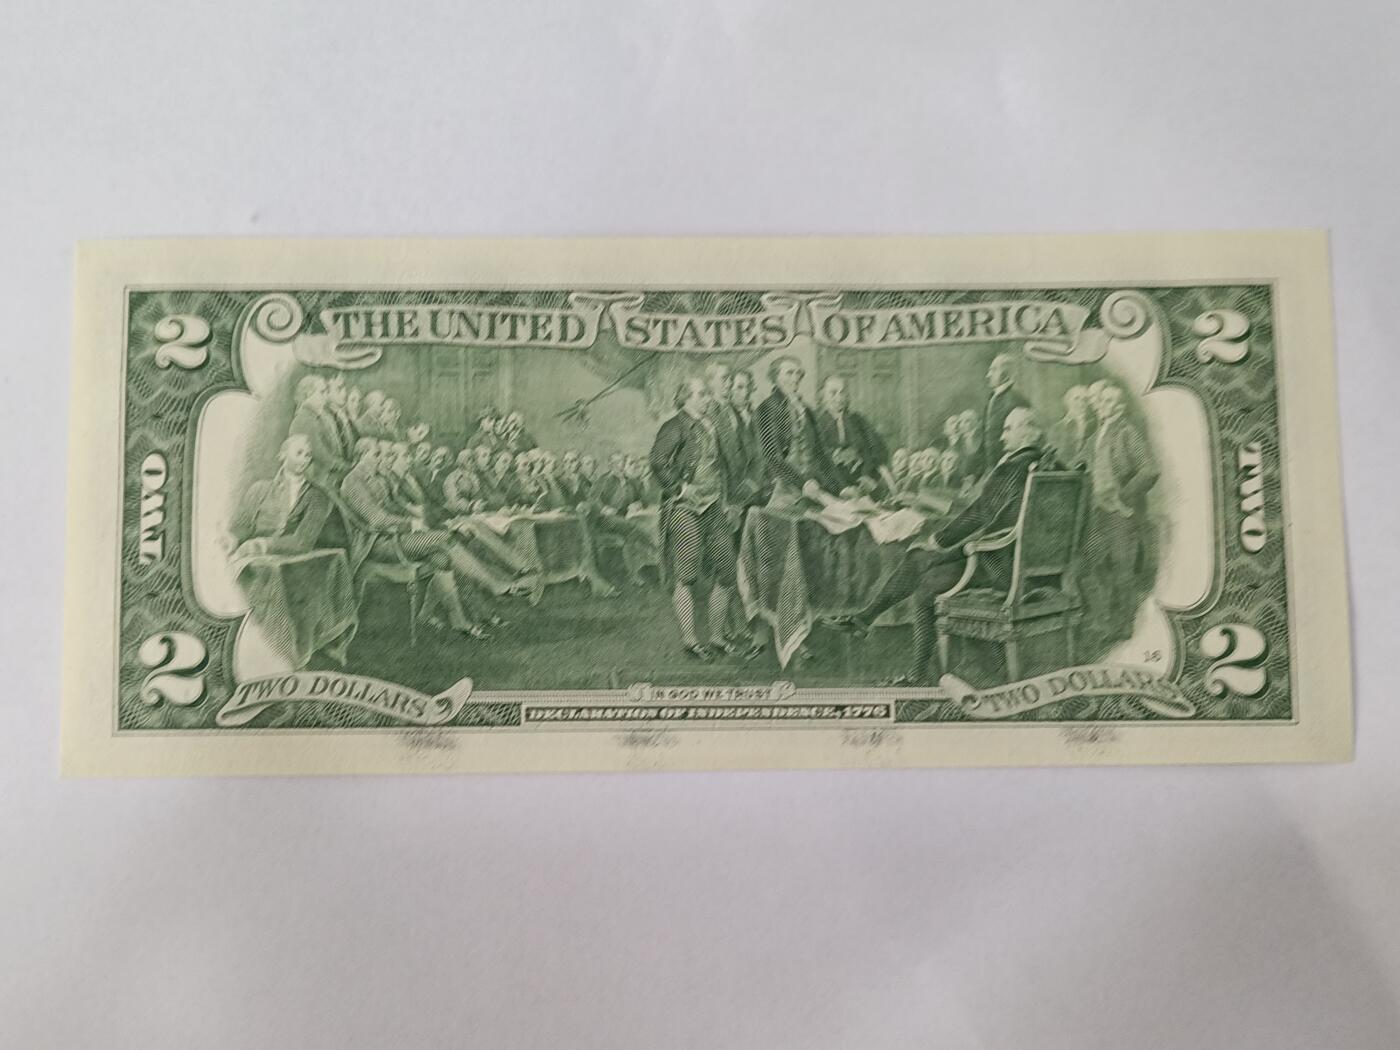 THE UNITED STATES OF AMERICA
2
2
TWO
TWO
2
2
16
TWO DOLLARS
IN GOD WE TRUST
TWO DOLLARS
DECLARATION OF INDEPENDENCE, 1776